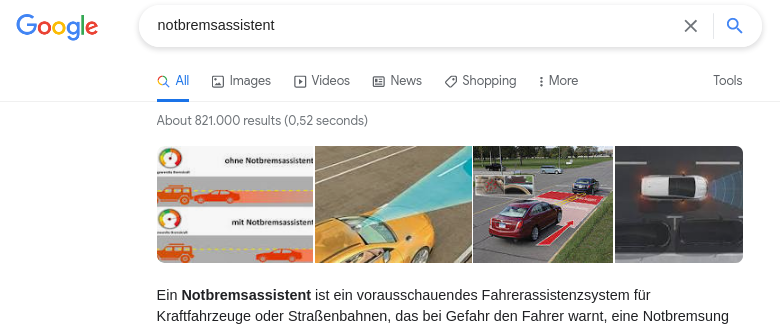 Google
notbremsassistent
All Images Videos News Shopping More Tools
About 821.000 results (0,52 seconds)
ohne Notbremsassistent
mit Notbremsassistent
Ein Notbremsassistent ist ein vorausschauendes Fahrerassistenzsystem für
Kraftfahrzeuge oder Straßenbahnen, das bei Gefahr den Fahrer warnt, eine Notbremsung